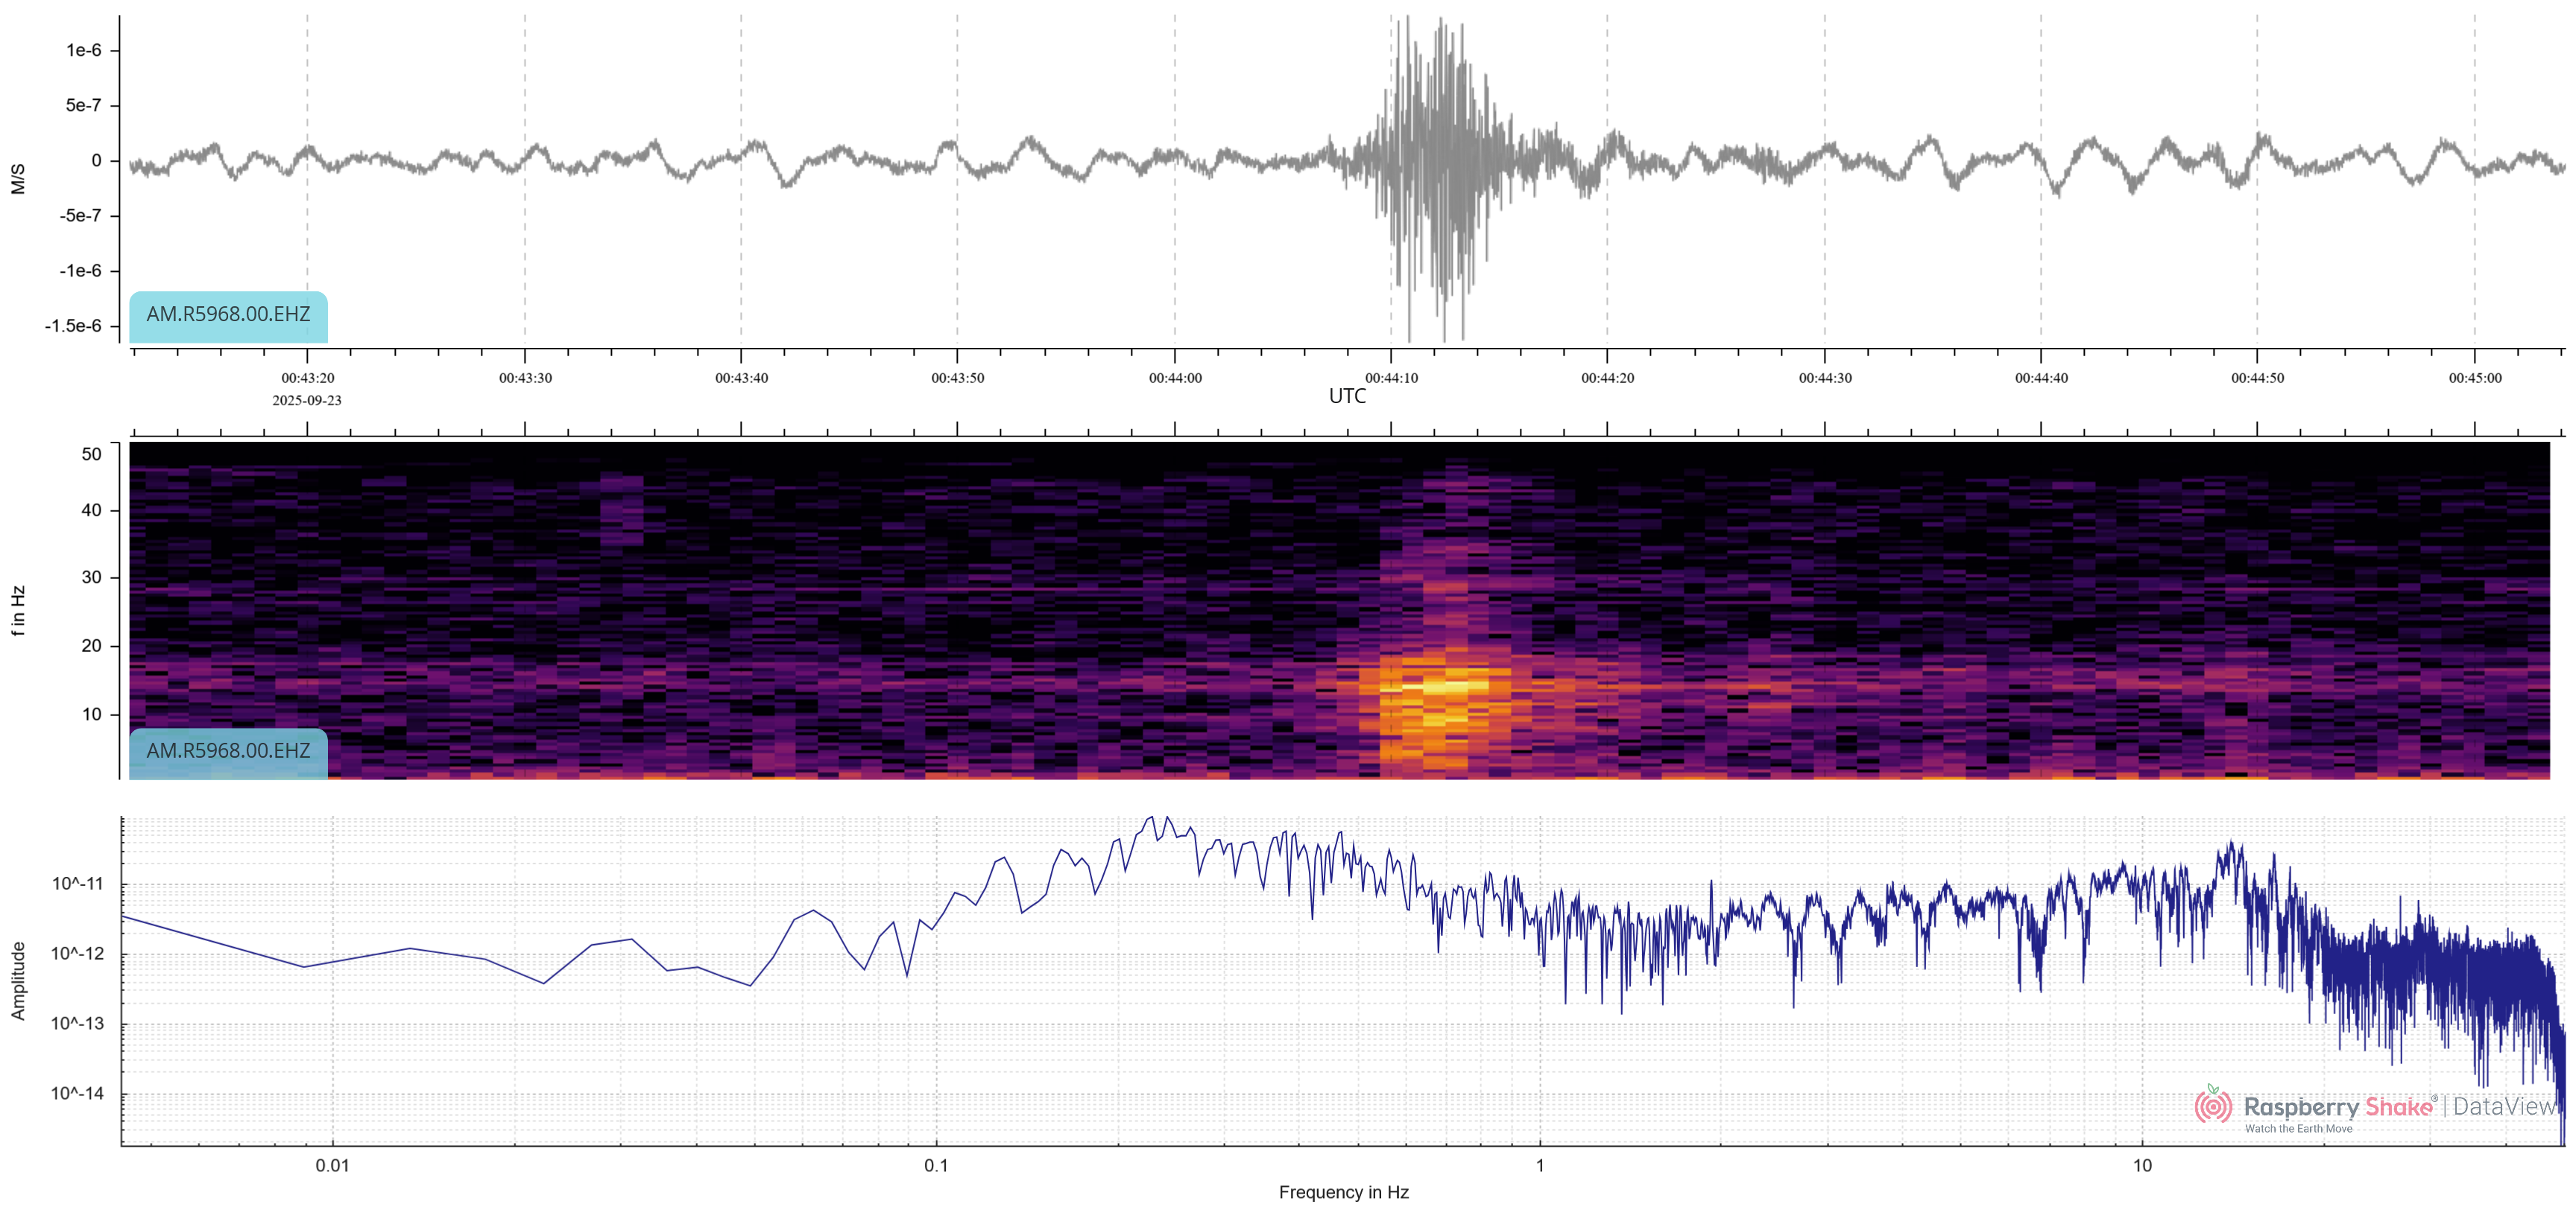 1e-6
5e-7
0
-5e-7
-1e-6
-1.5e-6
M/S
AM.R5968.00.EHZ
00:43:20 00:43:30 00:43:40 00:43:50 00:44:00 00:44:10 00:44:20 00:44:30 00:44:40 00:44:50 00:45:00
2025-09-23
UTC
50
40
30
20
10
f in Hz
AM.R5968.00.EHZ
10^-11
10^-12
10^-13
10^-14
Amplitude
Raspberry Shake® | DataView
Watch the Earth Move
0.01 0.1 1 10
Frequency in Hz